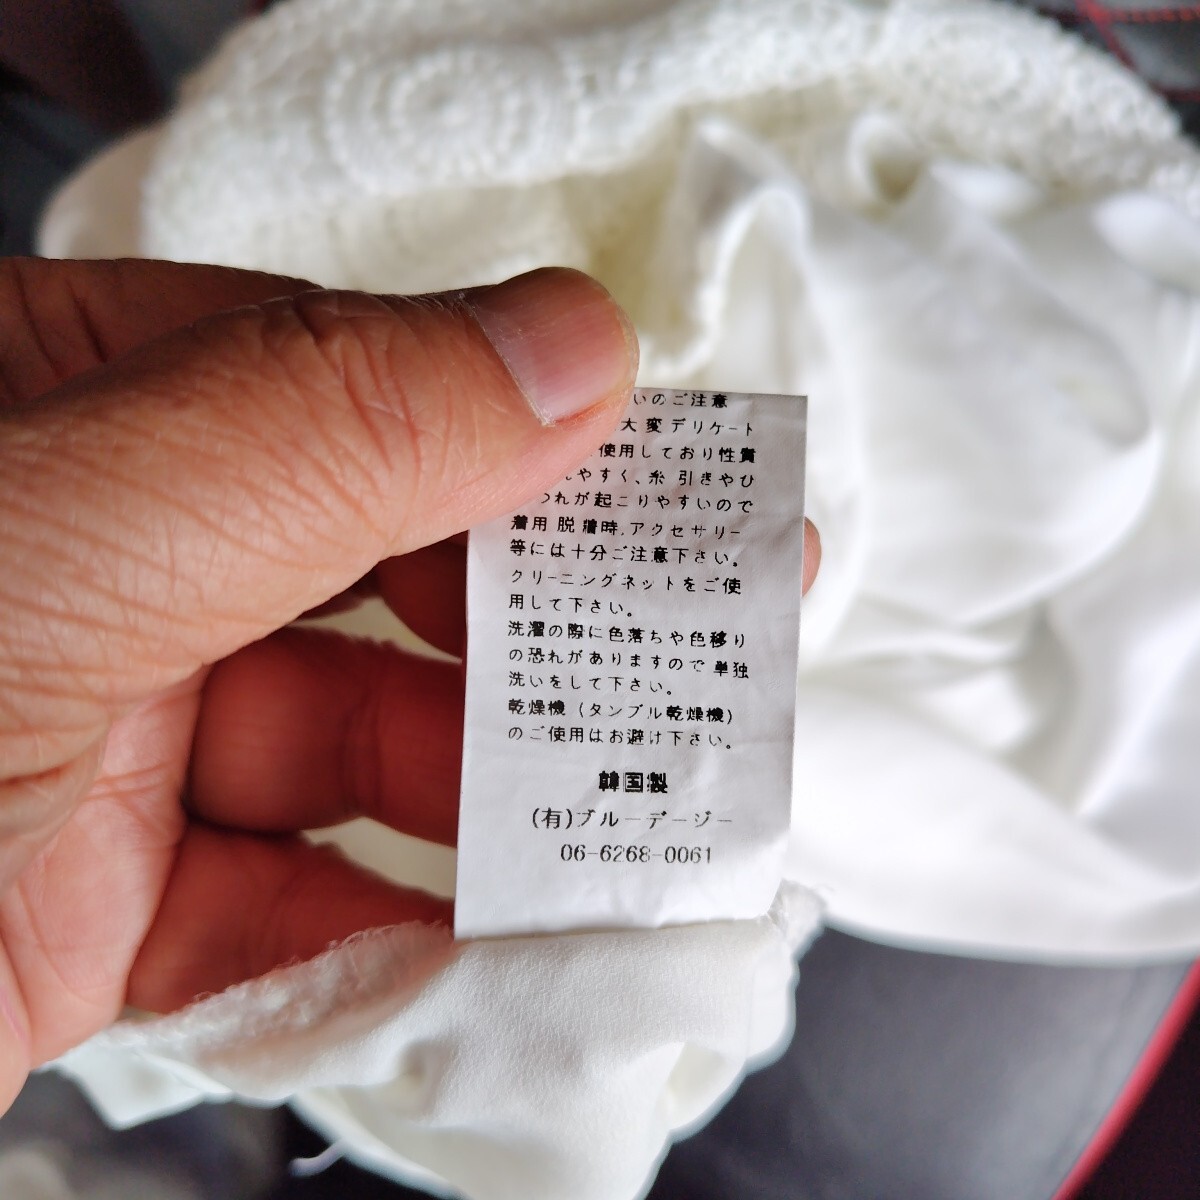 いのご注意
大変デリケート
使用しており性質
れやすく、糸 引きやひ
つれが起こりやすいので
着用 脱着時,アクセサリー
等には十分ご注意下さい。
クリーニングネットをご使
用して下さい。
洗濯の際に色落ちや色移り
の恐れがありますので 単独
洗いをして下さい。
乾燥機 (タンブル乾燥機)
のご使用はお避け下さい。
韓国製
(有)ブルーデージー
06-6268-0061